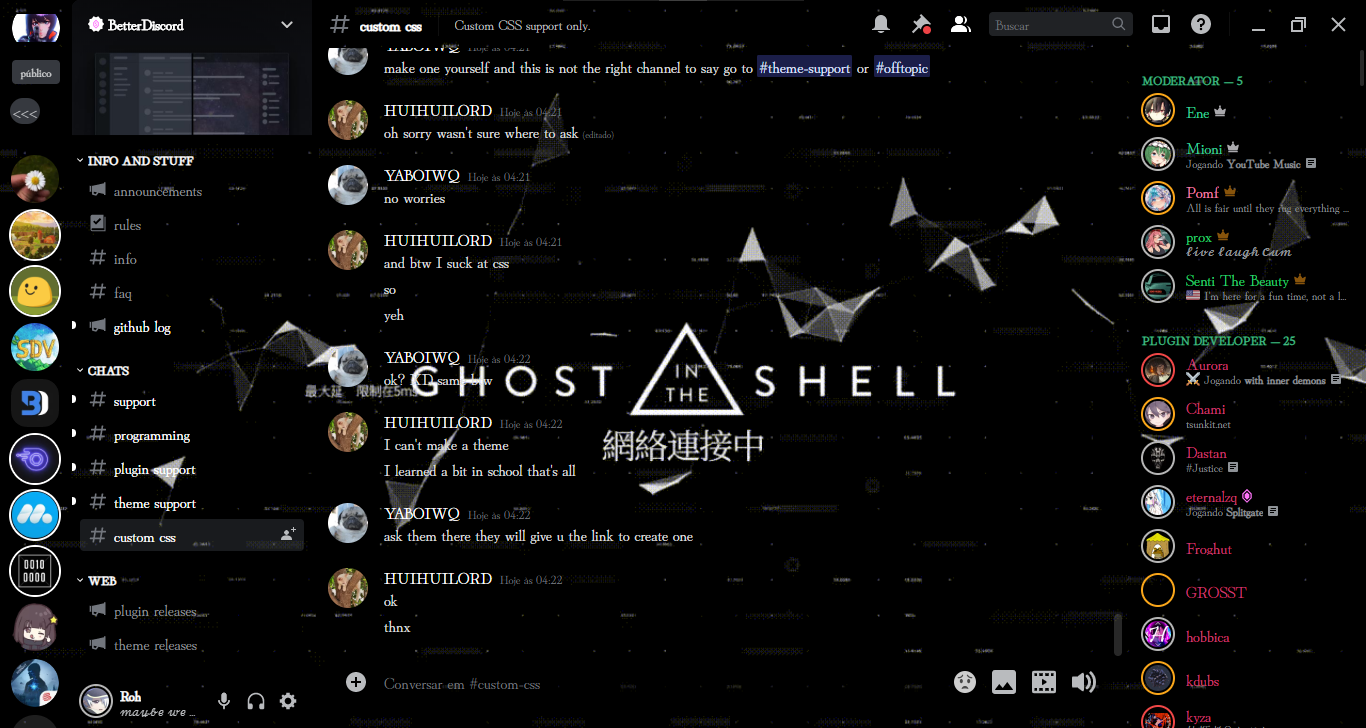 público
<<<
BetterDiscord
INFO AND STUFF
announcements
rules
info
faq
github log
CHATS
support
programming
plugin support
theme support
custom css
WEB
plugin releases
theme releases
SDV
0010
0000
Roh
maybe we ...
custom css
Custom CSS support only.
Buscar
YABOIWQ Hoje às 04:21
make one yourself and this is not the right channel to say go to #theme-support or #offtopic
HUIHUILORD Hoje às 04:21
oh sorry wasn't sure where to ask (editado)
YABOIWQ Hoje às 04:21
no worries
HUIHUILORD Hoje às 04:21
and btw I suck at css
so
yeh
YABOIWQ Hoje às 04:22
ok? XD same btw
HUIHUILORD Hoje às 04:22
I can't make a theme
I learned a bit in school that's all
YABOIWQ Hoje às 04:22
ask them there they will give u the link to create one
HUIHUILORD Hoje às 04:22
ok
thnx
Conversar em #custom-css
最大延 限制在5ms
GHOST IN THE SHELL
網絡連接中
MODERATOR — 5
Ene
Mioni
Jogando YouTube Music
Pomf
All is fair until they rug everything ...
prox
live laugh Cum
Senti The Beauty
I'm here for a fun time, not a l...
PLUGIN DEVELOPER — 25
Aurora
Jogando with inner demons
Chami
tsunkit.net
Dastan
#Justice
eternalzq
Jogando Splitgate
Froghut
GROSST
hobbica
kdubs
kyza